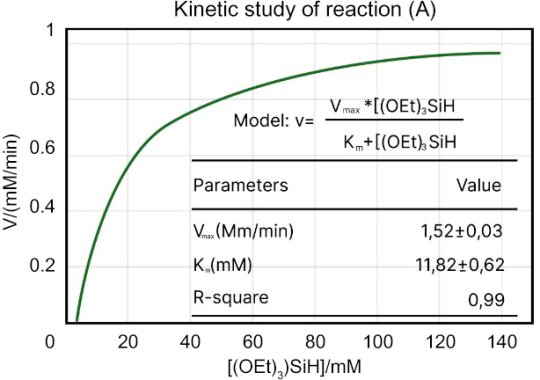 Kinetic study of reaction (A)
1
0.8
0.6
0.4
0.2
0
V/(mM/min)
Model: v= Vmax *[(OEt)₃SiH
Kₘ+[(OEt)₃SiH
Parameters Value
Vmax(Mm/min) 1,52±0,03
Kₘ(mM) 11,82±0,62
R-square 0,99
20 40 60 80 100 120 140
[(OEt)₃)SiH]/mM